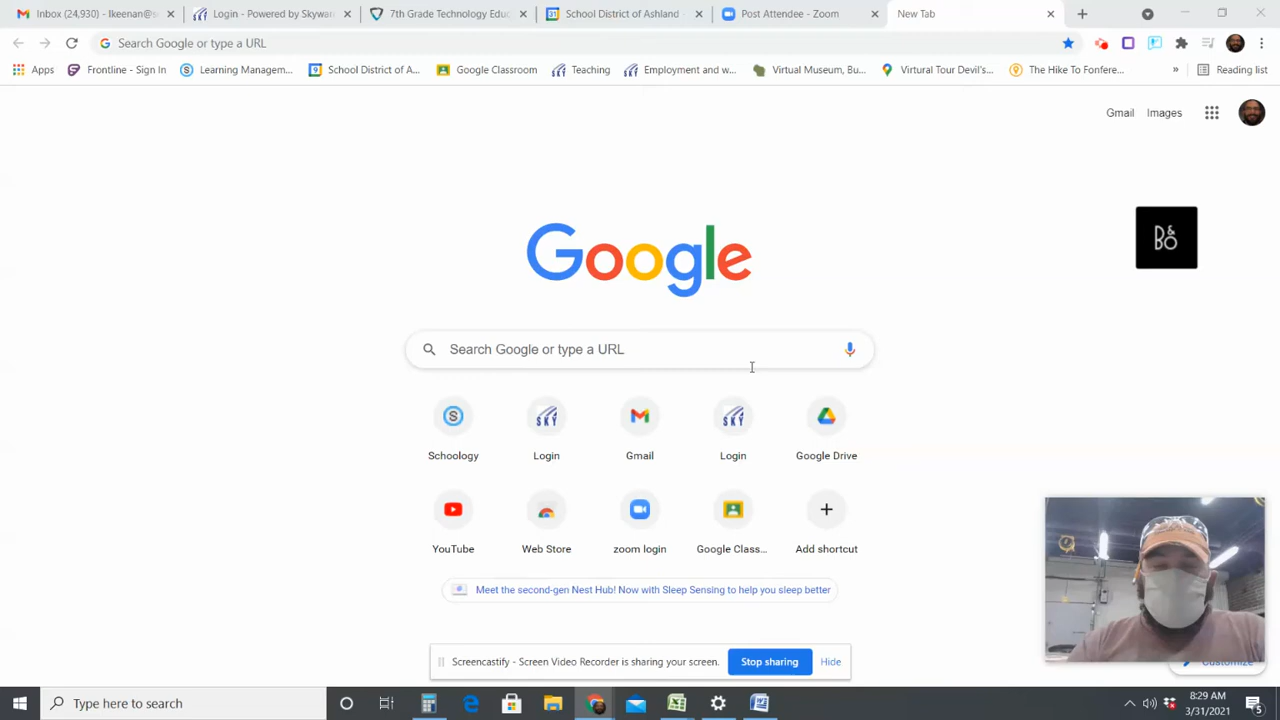 Inbox (24,930) - lkeenan@s
Login - Powered by Skywar
7th Grade Technology Educ
School District of Ashland
Post Attendee - Zoom
New Tab
Search Google or type a URL
Apps
Frontline - Sign In
Learning Managem...
School District of A...
Google Classroom
Teaching
Employment and w...
Virtual Museum, Bu...
Virtural Tour Devil's...
The Hike To Fonfere...
»
Reading list
Gmail
Images
Google
B&O
Search Google or type a URL
Schoology
SKY
Login
Gmail
SKY
Login
Google Drive
YouTube
Web Store
zoom login
Google Class...
Add shortcut
Meet the second-gen Nest Hub! Now with Sleep Sensing to help you sleep better
Screencastify - Screen Video Recorder is sharing your screen.
Stop sharing
Hide
Customize
Type here to search
8:29 AM
3/31/2021
5